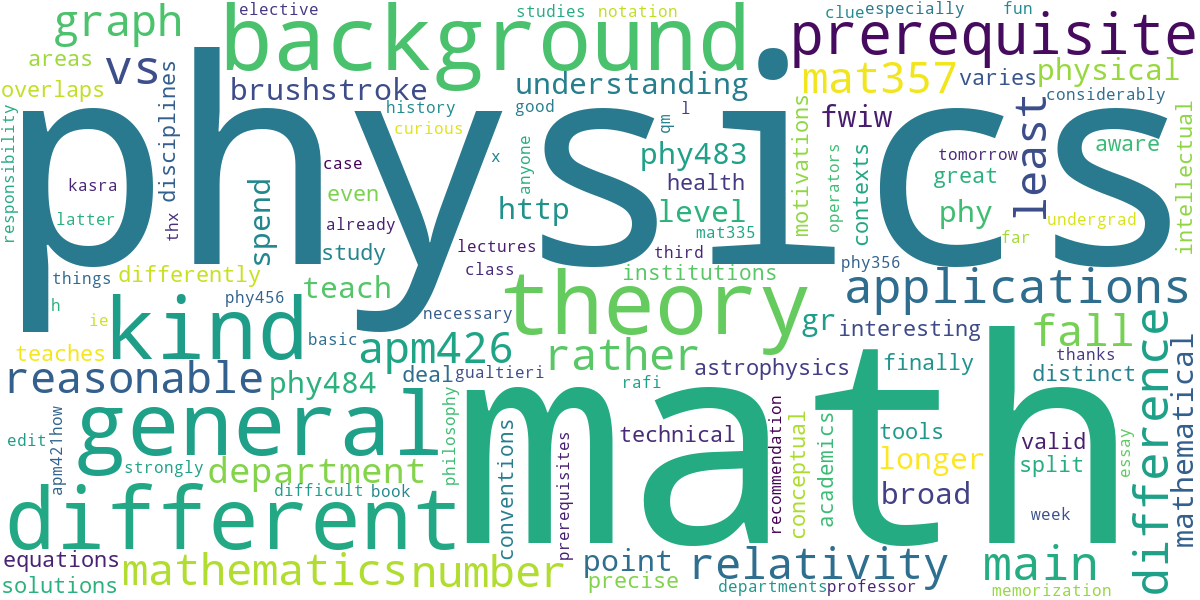 physics
math
background
prerequisite
graph
vs
theory
general
different
kind
elective
studies
notation
clue
especially
fun
areas
overlaps
brushstroke
understanding
mat357
varies
physical
considerably
disciplines
history
curious
good
l
qm
anyone
fwiw
motivations
least
aware
intellectual
responsibility
kasra
latter
thx
spend
case
even
already
study
x
http
phy483
health
level
mat335
operators
contexts
tomorrow
great
phy
undergrad
far
lectures
class
third
institutions
phy356
applications
things
differently
h
phy456
ie
teaches
teach
necessary
basic
apm426
rather
gr
interesting
fall
reasonable
phy484
deal
gualtieri
rafi
astrophysics
finally
thanks
distinct
difference
mathematical
edit
apm421how
strongly
department
philosophy
conventions
prerequisites
technical
recommendation
conceptual
academics
tools
longer
valid
split
essay
difficult
book
broad
week
equations
solutions
mathematics
number
point
precise
relativity
departments
professor
main
memorization